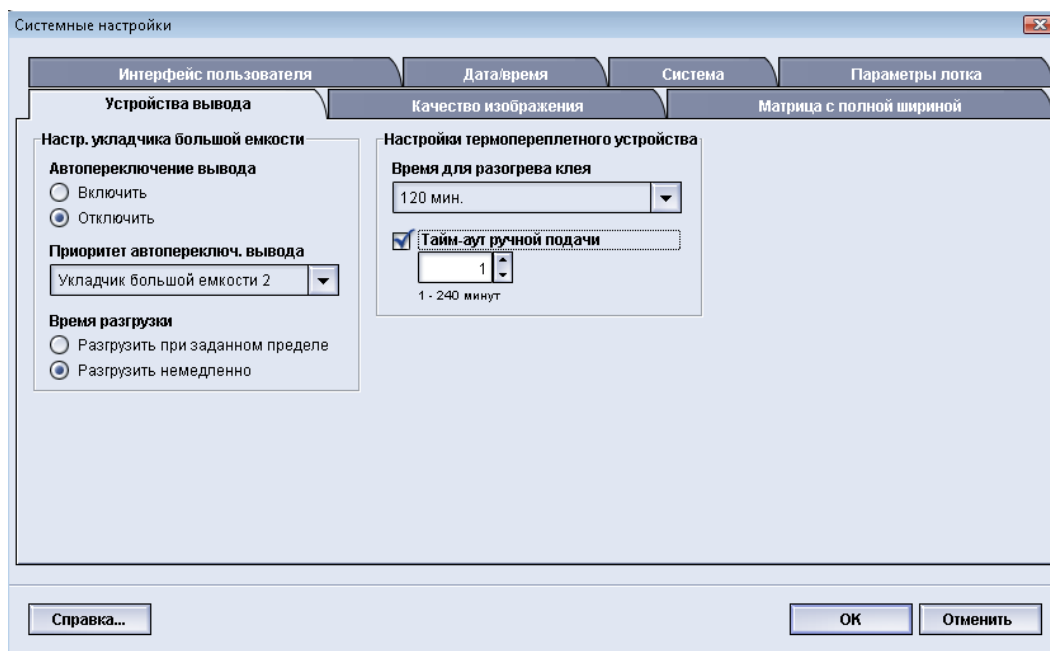 Системные настройки
Интерфейс пользователя
Дата/время
Система
Параметры лотка
Устройства вывода
Качество изображения
Матрица с полной шириной
Настр. укладчика большой емкости
Автопереключение вывода
Включить
Отключить
Приоритет автопереключ. вывода
Укладчик большой емкости 2
Время разгрузки
Разгрузить при заданном пределе
Разгрузить немедленно
Настройки термопереплетного устройства
Время для разогрева клея
120 мин.
Тайм-аут ручной подачи
1
1 - 240 минут
Справка...
ОК
Отменить